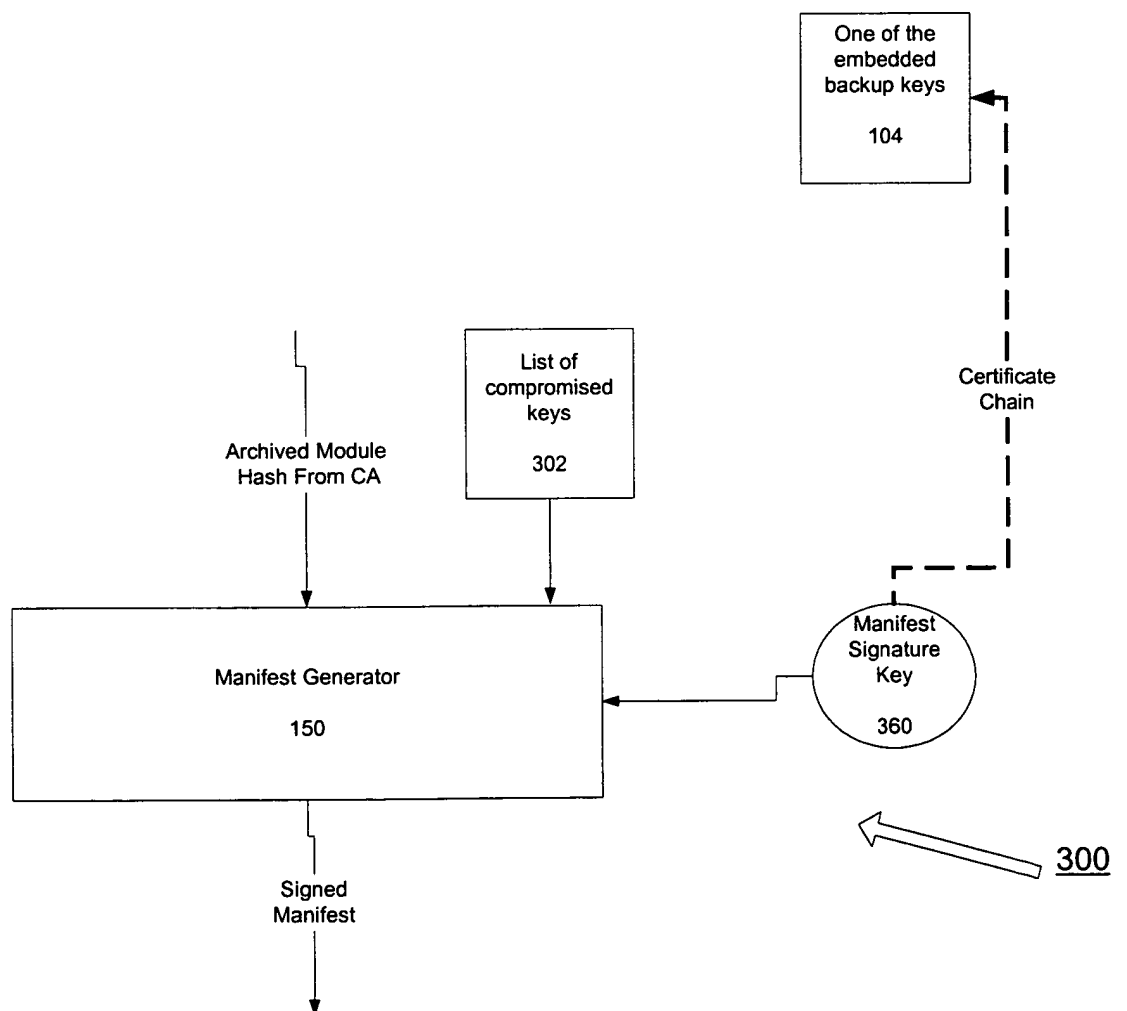 One of the
embedded
backup keys
104
List of
compromised
keys
302
Certificate
Chain
Archived Module
Hash From CA
Manifest
Signature
Key
360
Manifest Generator
150
300
Signed
Manifest